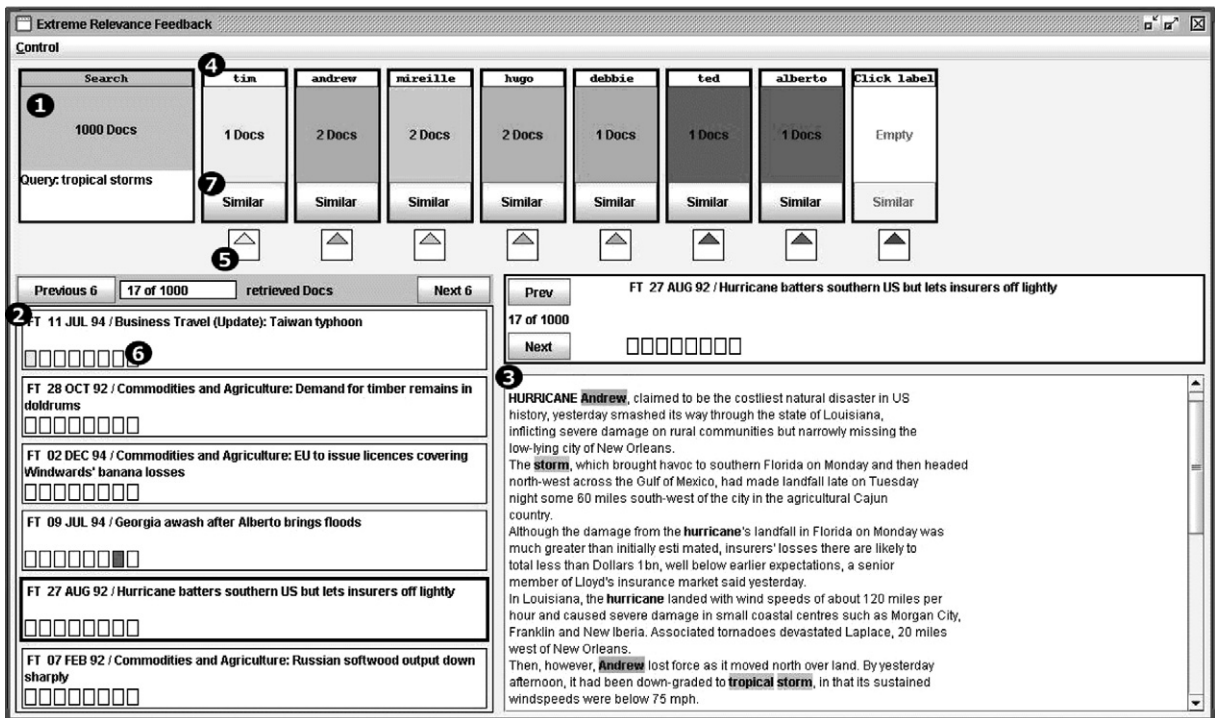 Extreme Relevance Feedback
Control
Search
1000 Docs
Query: tropical storms
tim
1 Docs
Similar
andrew
2 Docs
Similar
mireille
2 Docs
Similar
hugo
2 Docs
Similar
debbie
1 Docs
Similar
ted
1 Docs
Similar
alberto
1 Docs
Similar
Click label
Empty
Similar
1
4
7
5
Previous 6
17 of 1000
retrieved Docs
Next 6
2
FT 11 JUL 94 / Business Travel (Update): Taiwan typhoon
6
FT 28 OCT 92 / Commodities and Agriculture: Demand for timber remains in
doldrums
FT 02 DEC 94 / Commodities and Agriculture: EU to issue licences covering
Windwards' banana losses
FT 09 JUL 94 / Georgia awash after Alberto brings floods
FT 27 AUG 92 / Hurricane batters southern US but lets insurers off lightly
FT 07 FEB 92 / Commodities and Agriculture: Russian softwood output down
sharply
Prev
17 of 1000
Next
FT 27 AUG 92 / Hurricane batters southern US but lets insurers off lightly
3
HURRICANE Andrew, claimed to be the costliest natural disaster in US
history, yesterday smashed its way through the state of Louisiana,
inflicting severe damage on rural communities but narrowly missing the
low-lying city of New Orleans.
The storm, which brought havoc to southern Florida on Monday and then headed
north-west across the Gulf of Mexico, had made landfall late on Tuesday
night some 60 miles south-west of the city in the agricultural Cajun
country.
Although the damage from the hurricane's landfall in Florida on Monday was
much greater than initially esti mated, insurers' losses there are likely to
total less than Dollars 1bn, well below earlier expectations, a senior
member of Lloyd's insurance market said yesterday.
In Louisiana, the hurricane landed with wind speeds of about 120 miles per
hour and caused severe damage in small coastal centres such as Morgan City,
Franklin and New Iberia. Associated tornadoes devastated Laplace, 20 miles
west of New Orleans.
Then, however, Andrew lost force as it moved north over land. By yesterday
afternoon, it had been down-graded to tropical storm, in that its sustained
windspeeds were below 75 mph.